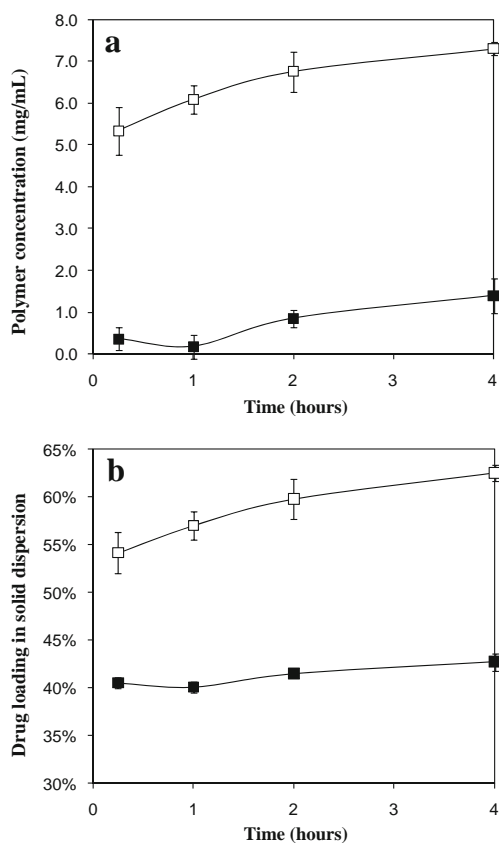 a
8.0
7.0
6.0
5.0
4.0
3.0
2.0
1.0
0.0
Polymer concentration (mg/mL)
0 1 2 3 4
Time (hours)
b
65%
60%
55%
50%
45%
40%
35%
30%
Drug loading in solid dispersion
0 1 2 3 4
Time (hours)